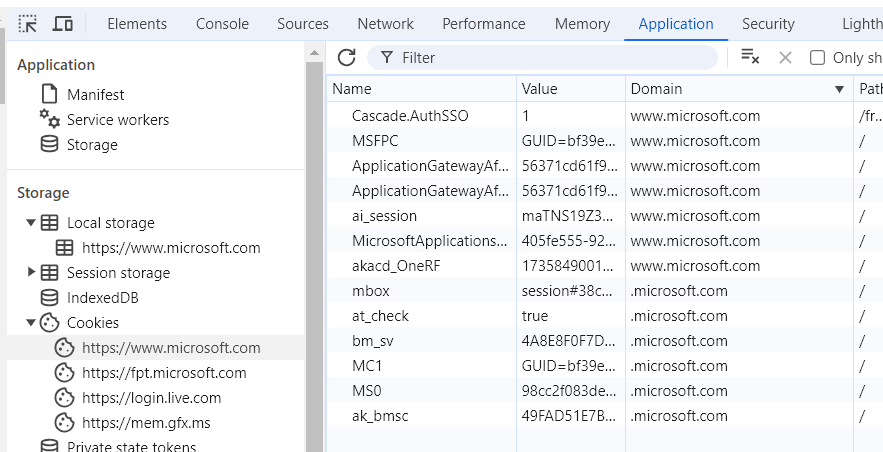 Elements Console Sources Network Performance Memory Application Security Lighth
Application
Manifest
Service workers
Storage
Storage
Local storage
https://www.microsoft.com
Session storage
IndexedDB
Cookies
https://www.microsoft.com
https://fpt.microsoft.com
https://login.live.com
https://mem.gfx.ms
Private state tokens
Filter Only sh
Name Value Domain Path
Cascade.AuthSSO 1 www.microsoft.com /fr...
MSFPC GUID=bf39e... www.microsoft.com /
ApplicationGatewayAf... 56371cd61f9... www.microsoft.com /
ApplicationGatewayAf... 56371cd61f9... www.microsoft.com /
ai_session maTNS19Z3... www.microsoft.com /
MicrosoftApplications... 405fe555-92... www.microsoft.com /
akacd_OneRF 1735849001... www.microsoft.com /
mbox session#38c... .microsoft.com /
at_check true .microsoft.com /
bm_sv 4A8E8F0F7D... .microsoft.com /
MC1 GUID=bf39e... .microsoft.com /
MS0 98cc2f083de... .microsoft.com /
ak_bmsc 49FAD51E7B... .microsoft.com /